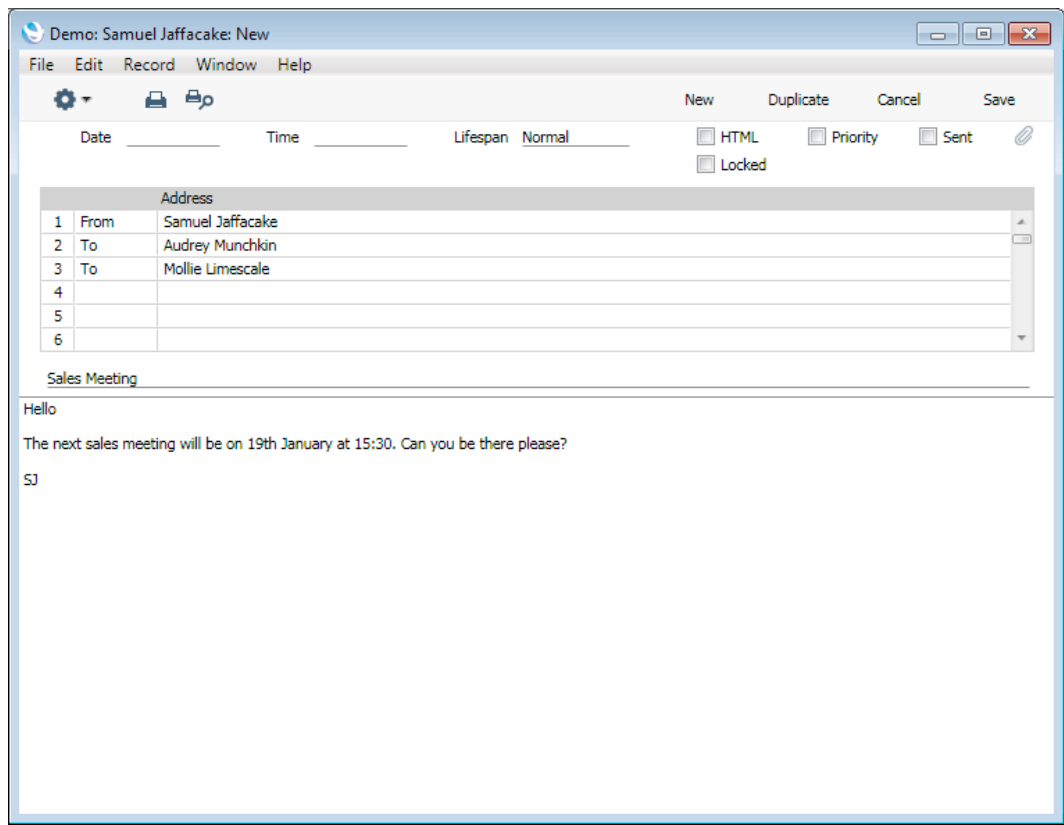 Demo: Samuel Jaffacake: New
File Edit Record Window Help
New Duplicate Cancel Save
Date Time Lifespan Normal HTML Priority Sent
Locked
Address
1 From Samuel Jaffacake
2 To Audrey Munchkin
3 To Mollie Limescale
4
5
6
Sales Meeting
Hello
The next sales meeting will be on 19th January at 15:30. Can you be there please?
SJ